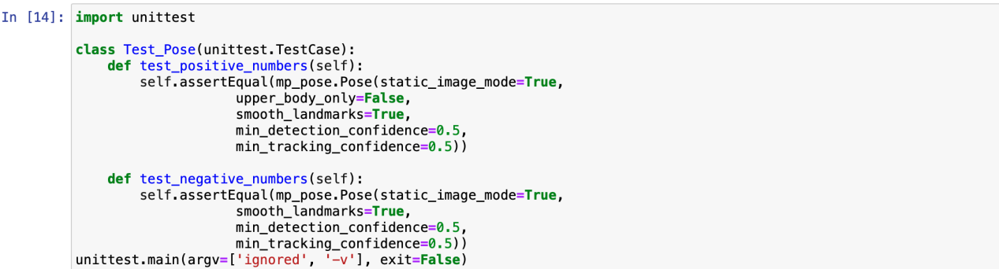 In [14]: import unittest

class Test_Pose(unittest.TestCase):
    def test_positive_numbers(self):
        self.assertEqual(mp_pose.Pose(static_image_mode=True,
                    upper_body_only=False,
                    smooth_landmarks=True,
                    min_detection_confidence=0.5,
                    min_tracking_confidence=0.5))

    def test_negative_numbers(self):
        self.assertEqual(mp_pose.Pose(static_image_mode=True,
                    smooth_landmarks=True,
                    min_detection_confidence=0.5,
                    min_tracking_confidence=0.5))
unittest.main(argv=['ignored', '-v'], exit=False)